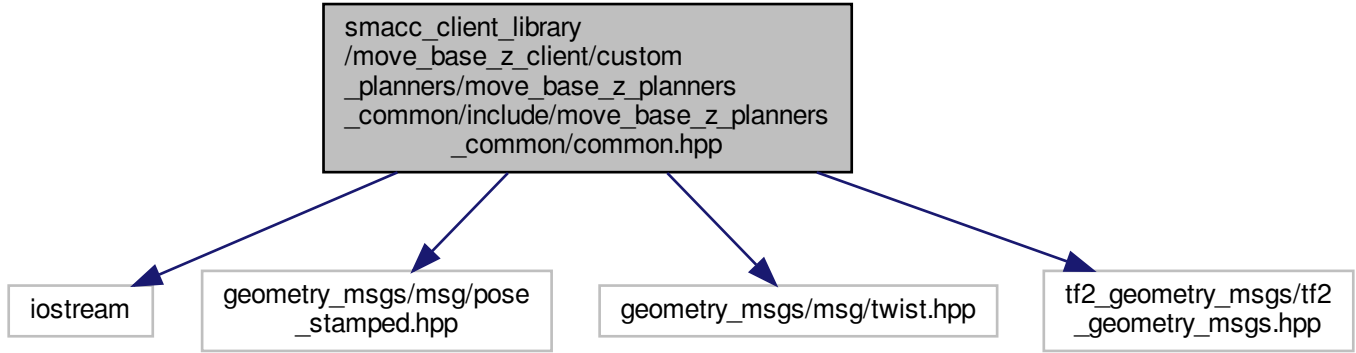 smacc_client_library
/move_base_z_client/custom
_planners/move_base_z_planners
_common/include/move_base_z_planners
_common/common.hpp
iostream
geometry_msgs/msg/pose
_stamped.hpp
geometry_msgs/msg/twist.hpp
tf2_geometry_msgs/tf2
_geometry_msgs.hpp